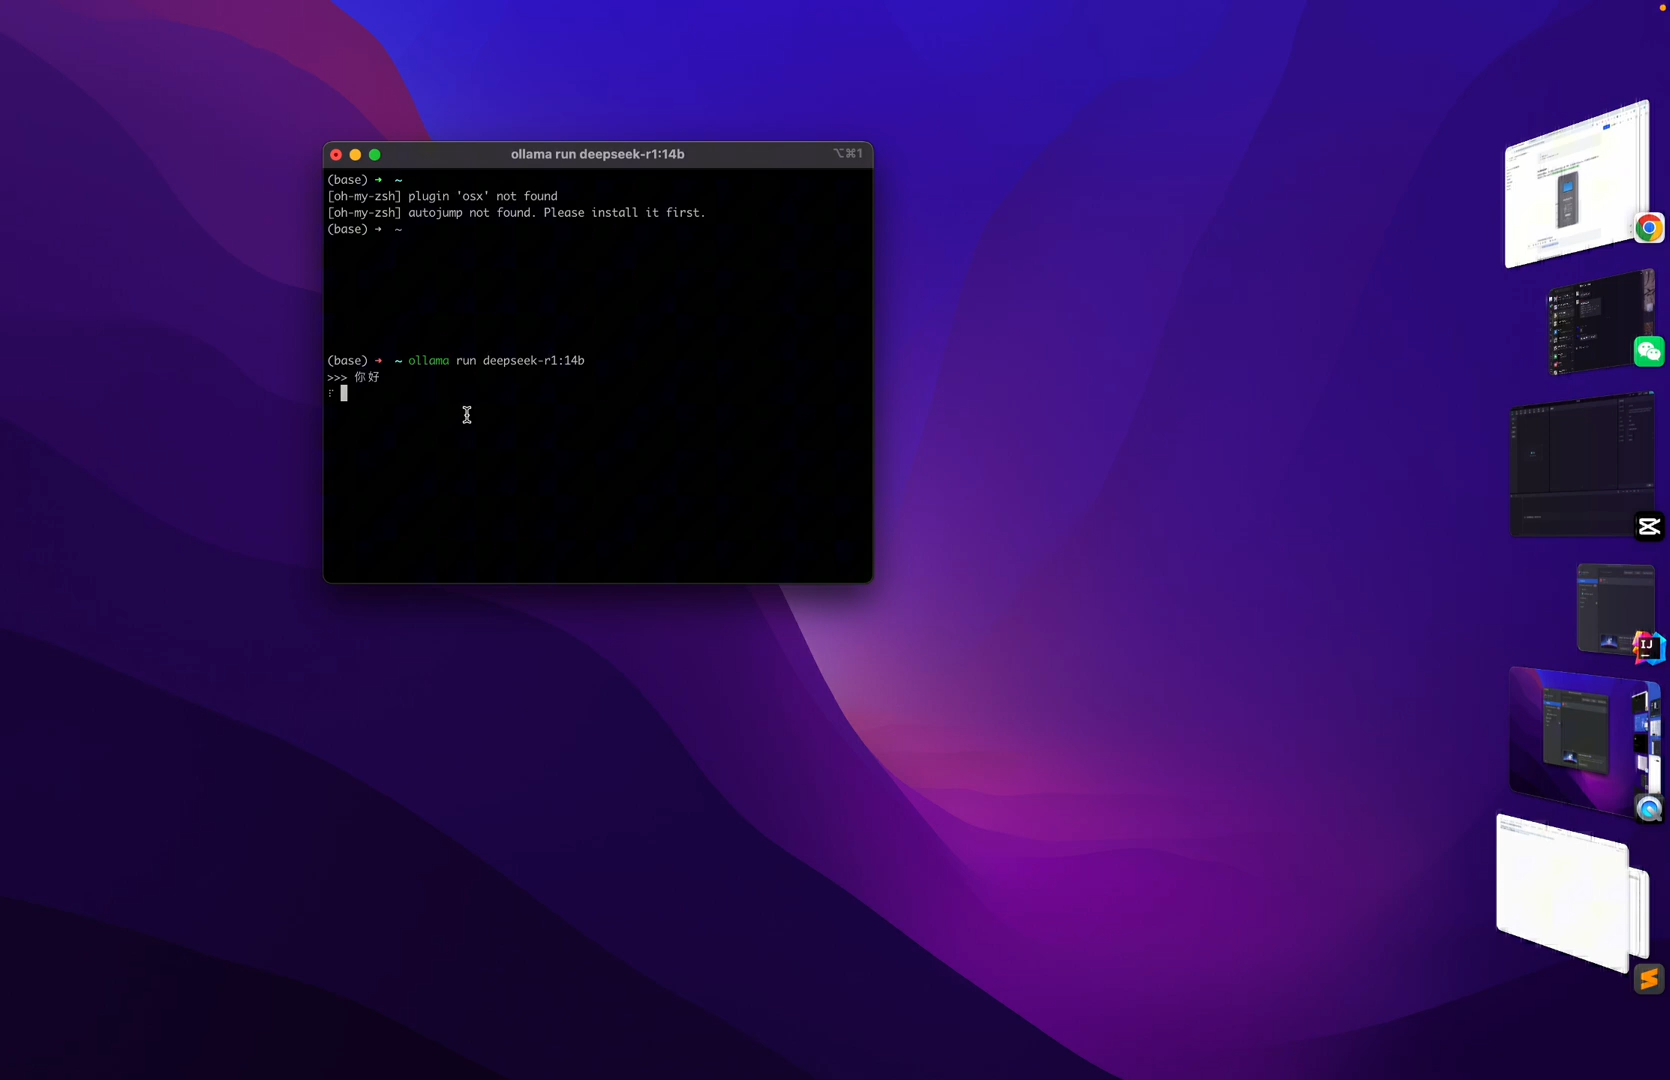 ollama run deepseek-r1:14b
⌥⌘1
(base) ➜ ~
[oh-my-zsh] plugin 'osx' not found
[oh-my-zsh] autojump not found. Please install it first.
(base) ➜ ~
(base) ➜ ~ ollama run deepseek-r1:14b
>>> 你好
IJ